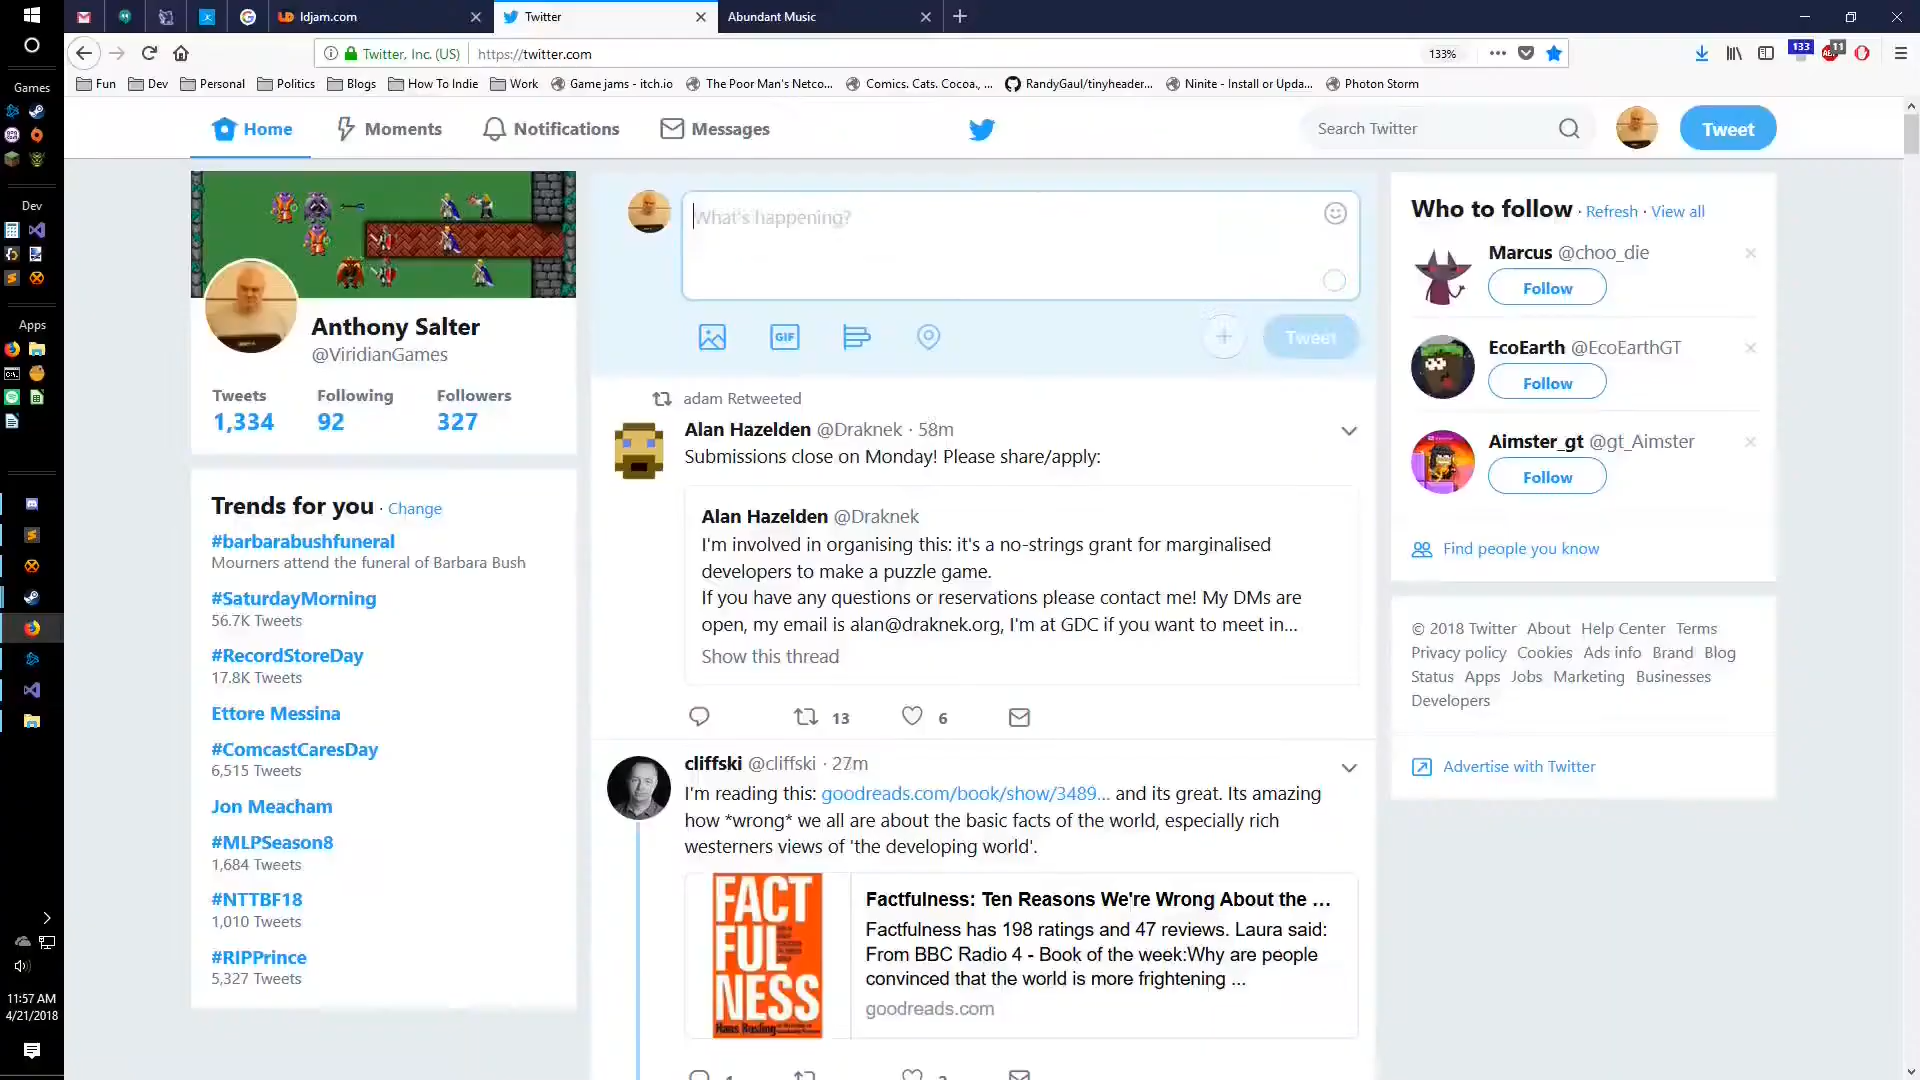 ldjam.com
Twitter
Abundant Music
Twitter, Inc. (US)
https://twitter.com
133%
133
11
Fun
Dev
Personal
Politics
Blogs
How To Indie
Work
Game jams - itch.io
The Poor Man's Netco...
Comics. Cats. Cocoa., ...
RandyGaul/tinyheader...
Ninite - Install or Upda...
Photon Storm
Games
Dev
Apps
11:57 AM
4/21/2018
Home
Moments
Notifications
Messages
Search Twitter
Tweet
Anthony Salter
@ViridianGames
Tweets Following Followers
1,334 92 327
Trends for you · Change
#barbarabushfuneral
Mourners attend the funeral of Barbara Bush
#SaturdayMorning
56.7K Tweets
#RecordStoreDay
17.8K Tweets
Ettore Messina
#ComcastCaresDay
6,515 Tweets
Jon Meacham
#MLPSeason8
1,684 Tweets
#NTTBF18
1,010 Tweets
#RIPPrince
5,327 Tweets
What's happening?
GIF
Tweet
adam Retweeted
Alan Hazelden @Draknek · 58m
Submissions close on Monday! Please share/apply:
Alan Hazelden @Draknek
I'm involved in organising this: it's a no-strings grant for marginalised
developers to make a puzzle game.
If you have any questions or reservations please contact me! My DMs are
open, my email is alan@draknek.org, I'm at GDC if you want to meet in...
Show this thread
13 6
cliffski @cliffski · 27m
I'm reading this: goodreads.com/book/show/3489... and its great. Its amazing
how *wrong* we all are about the basic facts of the world, especially rich
westerners views of 'the developing world'.
FACT
FUL
NESS
Hans Rosling
Factfulness: Ten Reasons We're Wrong About the ...
Factfulness has 198 ratings and 47 reviews. Laura said:
From BBC Radio 4 - Book of the week:Why are people
convinced that the world is more frightening ...
goodreads.com
Who to follow · Refresh · View all
Marcus @choo_die
Follow
EcoEarth @EcoEarthGT
Follow
Aimster_gt @gt_Aimster
Follow
Find people you know
© 2018 Twitter About Help Center Terms
Privacy policy Cookies Ads info Brand Blog
Status Apps Jobs Marketing Businesses
Developers
Advertise with Twitter